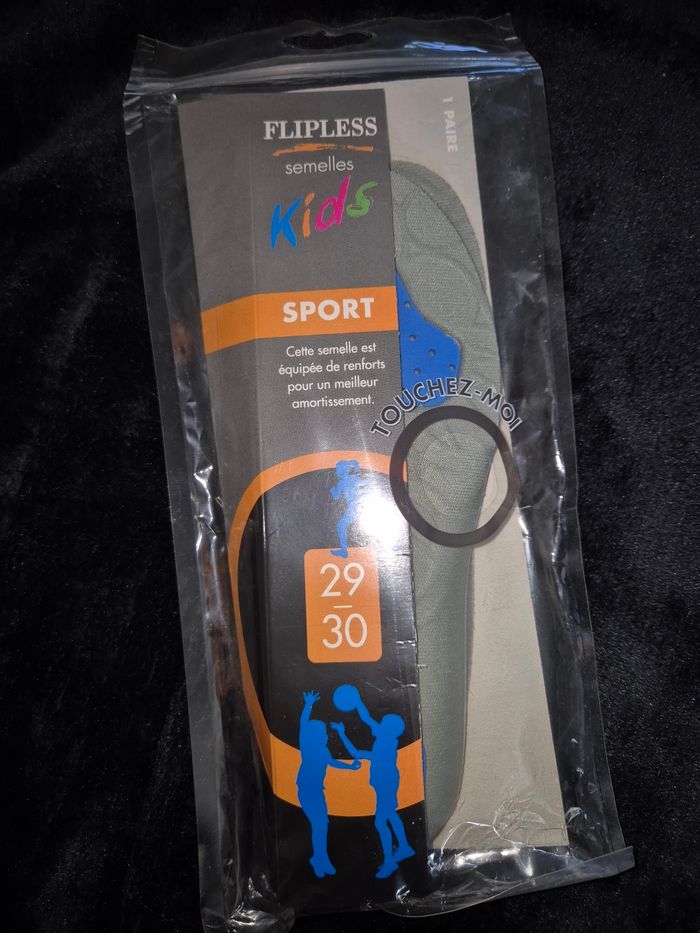 FLIPLESS
semelles
Kids
1 PAIRE
SPORT
Cette semelle est
équipée de renforts
pour un meilleur
amortissement.
TOUCHEZ-MOI
29
30